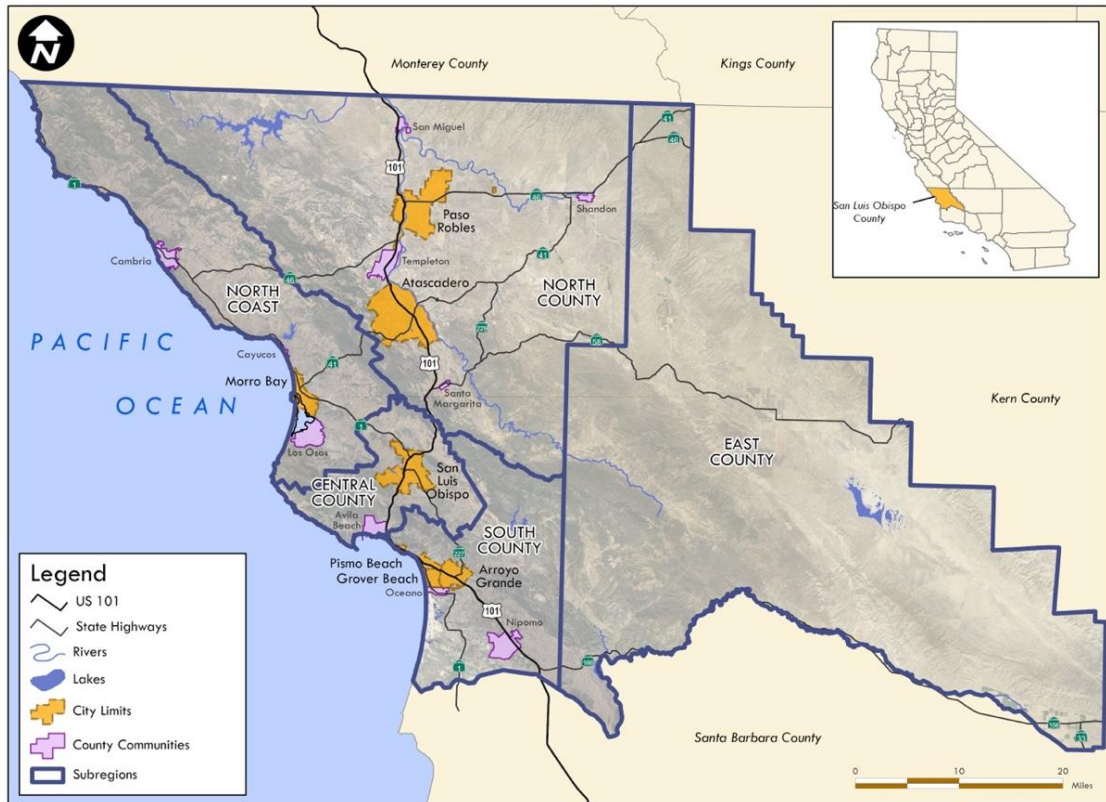 N
Monterey County
Kings County
San Luis Obispo
County
41
46
San Miguel
101
1
46
Shandon
Paso
Robles
Cambria
Templeton
41
46
Atascadero
NORTH
COAST
NORTH
COUNTY
229
58
PACIFIC
OCEAN
Cayucos
41
101
Morro Bay
Santa
Margarita
Kern County
1
Los Osos
San
Luis
Obispo
EAST
COUNTY
CENTRAL
COUNTY
Avila
Beach
SOUTH
COUNTY
227
Pismo Beach
Grover Beach
Arroyo
Grande
Oceano
101
Nipomo
1
166
166
33
Santa Barbara County
Legend
US 101
State Highways
Rivers
Lakes
City Limits
County Communities
Subregions
0 10 20
Miles